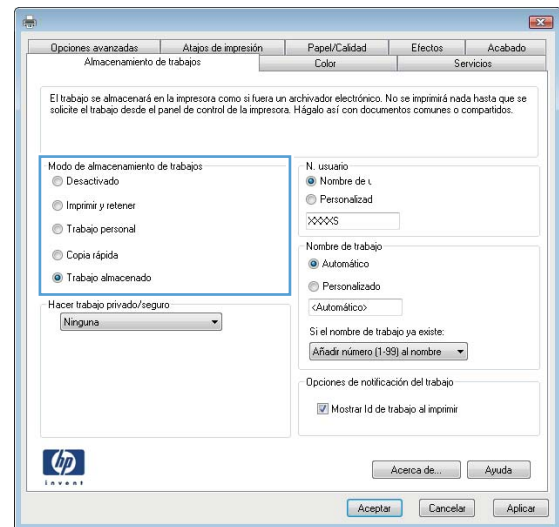 Opciones avanzadas Atajos de impresión Papel/Calidad Efectos Acabado
Almacenamiento de trabajos Color Servicios
El trabajo se almacenará en la impresora como si fuera un archivador electrónico. No se imprimirá nada hasta que se
solicite el trabajo desde el panel de control de la impresora. Hágalo así con documentos comunes o compartidos.
Modo de almacenamiento de trabajos
Desactivado
Imprimir y retener
Trabajo personal
Copia rápida
Trabajo almacenado
Hacer trabajo privado/seguro
Ninguna
N. usuario
Nombre de u
Personalizad
XXXXS
Nombre de trabajo
Automático
Personalizado
<Automático>
Si el nombre de trabajo ya existe:
Añadir número (1-99) al nombre
Opciones de notificación del trabajo
Mostrar Id de trabajo al imprimir
hp
invent
Acerca de... Ayuda
Aceptar Cancelar Aplicar